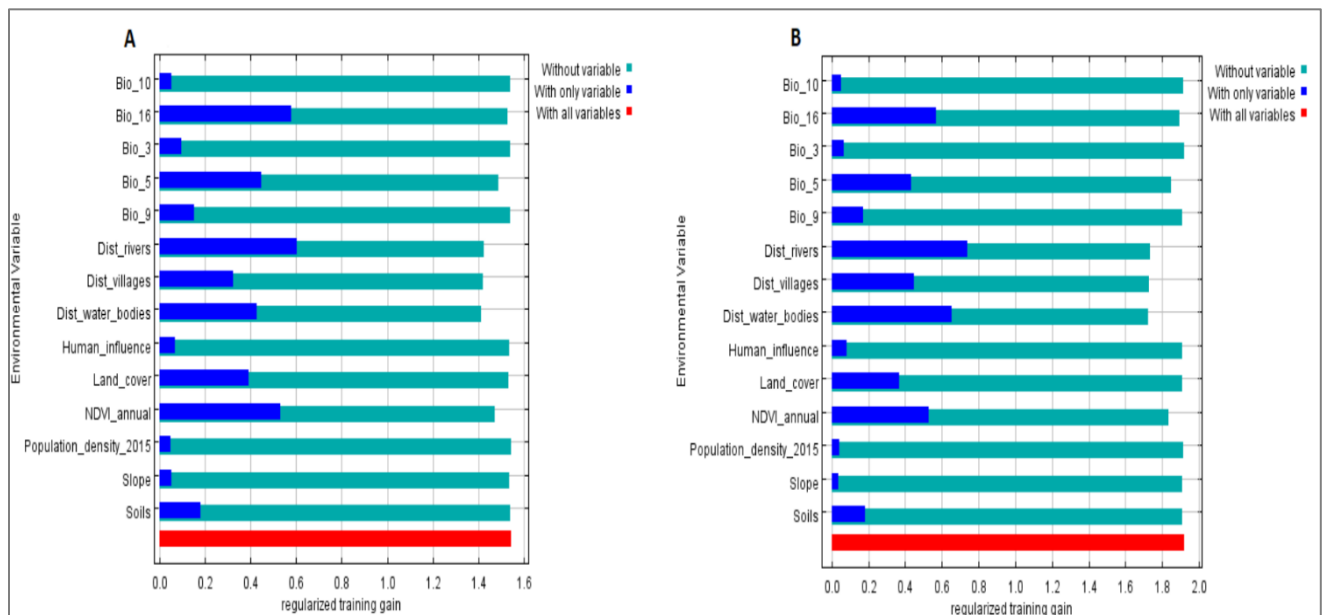 A
Without variable
With only variable
With all variables
Environmental Variable
Bio_10
Bio_16
Bio_3
Bio_5
Bio_9
Dist_rivers
Dist_villages
Dist_water_bodies
Human_influence
Land_cover
NDVI_annual
Population_density_2015
Slope
Soils
0.0 0.2 0.4 0.6 0.8 1.0 1.2 1.4 1.6
regularized training gain
B
Without variable
With only variable
With all variables
Environmental Variable
Bio_10
Bio_16
Bio_3
Bio_5
Bio_9
Dist_rivers
Dist_villages
Dist_water_bodies
Human_influence
Land_cover
NDVI_annual
Population_density_2015
Slope
Soils
0.0 0.2 0.4 0.6 0.8 1.0 1.2 1.4 1.6 1.8 2.0
regularized training gain